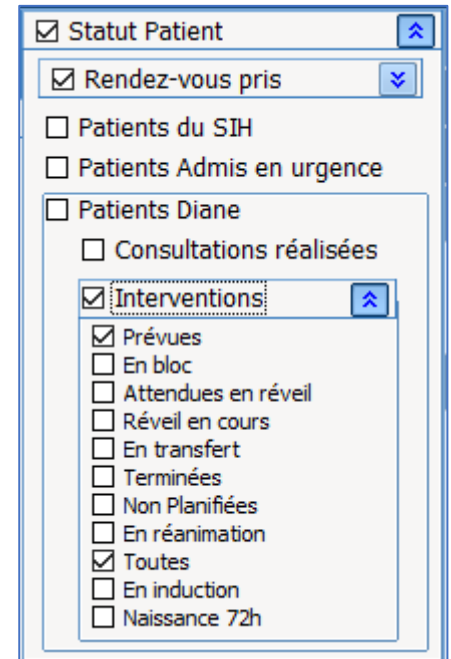 Statut Patient
Rendez-vous pris
Patients du SIH
Patients Admis en urgence
Patients Diane
Consultations réalisées
Interventions
Prévues
En bloc
Attendues en réveil
Réveil en cours
En transfert
Terminées
Non Planifiées
En réanimation
Toutes
En induction
Naissance 72h